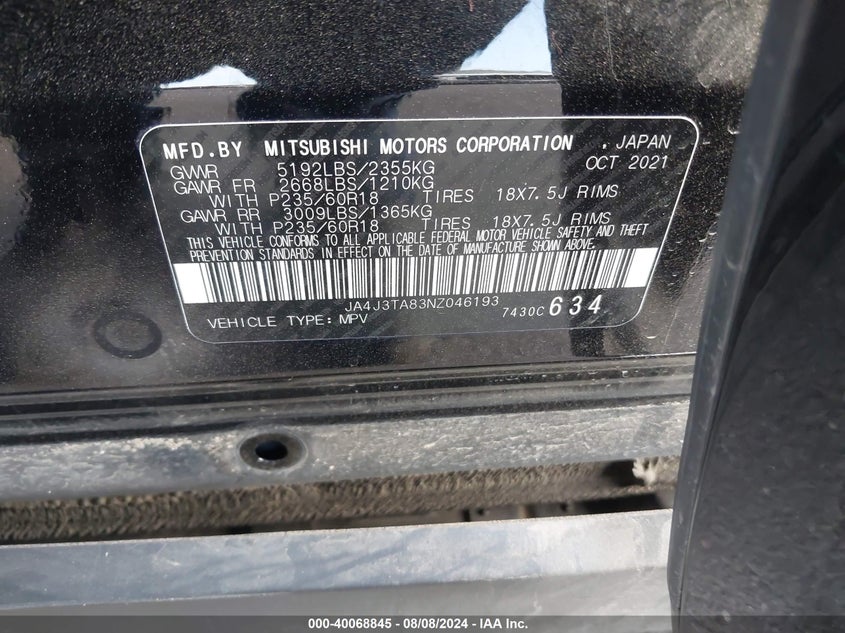 MFD.BY MITSUBISHI MOTORS CORPORATION , JAPAN
GVWR 5192LBS/2355KG OCT 2021
GAWR FR 2668LBS/1210KG
WITH P235/60R18 TIRES 18X7.5J RIMS
GAWR RR 3009LBS/1365KG
WITH P235/60R18 TIRES 18X7.5J RIMS
THIS VEHICLE CONFORMS TO ALL APPLICABLE FEDERAL MOTOR VEHICLE SAFETY AND THEFT
PREVENTION STANDARDS IN EFFECT ON THE DATE OF MANUFACTURE SHOWN ABOVE.
JA4J3TA83NZ046193
VEHICLE TYPE: MPV 7430C 634
000-40068845 - 08/08/2024 - IAA Inc.